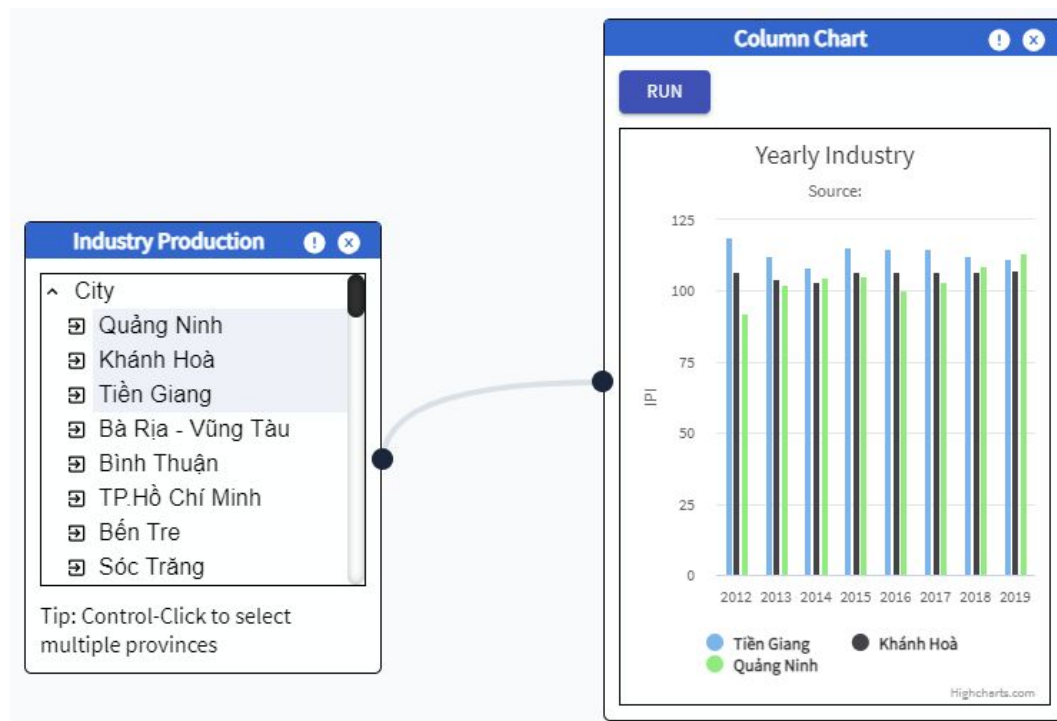 Industry Production
City
Quảng Ninh
Khánh Hoà
Tiền Giang
Bà Rịa - Vũng Tàu
Bình Thuận
TP.Hồ Chí Minh
Bến Tre
Sóc Trăng
Tip: Control-Click to select
multiple provinces
Column Chart
RUN
Yearly Industry
Source:
IPI
125
100
75
50
25
0
2012 2013 2014 2015 2016 2017 2018 2019
Tiền Giang Khánh Hoà
Quảng Ninh
Highcharts.com